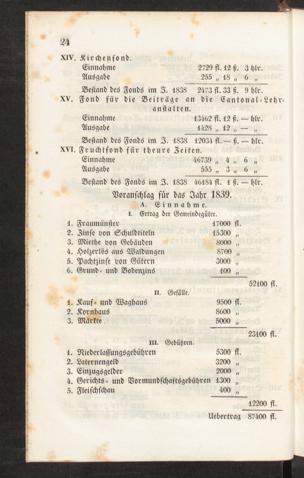 24
XIV. Kirchenfond.
Einnahme 2729 fl. 12 ß. 3 hlr.
Ausgabe 255 „ 18 „ 6 „
Bestand des Fonds im J. 1838 2473 fl. 33 ß. 9 hlr.
XV. Fond für die Beiträge an die Cantonal-Lehr-
anstalten.
Einnahme 13462 fl. 12 ß. — hlr.
Ausgabe 1428 „ 12 „ — „
Bestand des Fonds im J. 1838 12034 fl. — ß. — hlr.
XVI. Fruchtfond für theure Zeiten.
Einnahme 46739 „ 4 „ 6 „
Ausgabe 555 „ 3 „ 6 „
Bestand des Fonds im J. 1838 46184 fl. 1 ß. — hlr.
Voranschlag für das Jahr 1839.
A. Einnahme.
I. Ertrag der Gemeindgüter.
1. Fraumünster 17000 fl.
2. Zinse von Schuldtiteln 15300 „
3. Miethe von Gebäuden 8000 „
4. Holzerlös aus Waldungen 8700 „
5. Pachtzinse von Gütern 3000 „
6. Grund- und Bodenzins 100 „
52100 fl.
II. Gefälle.
1. Kauf- und Waghaus 9500 fl.
2. Kornhaus 8600 „
3. Märkte 5000 „
23100 fl.
III. Gebühren.
1. Niederlassungsgebühren 5300 fl.
2. Laternengeld 3200 „
3. Einzugsgelder 2000 „
4. Gerichts- und Vormundschaftsgebühren 1300 „
5. Fleischschau 400 „
12200 fl.
Uebertrag 87400 fl.